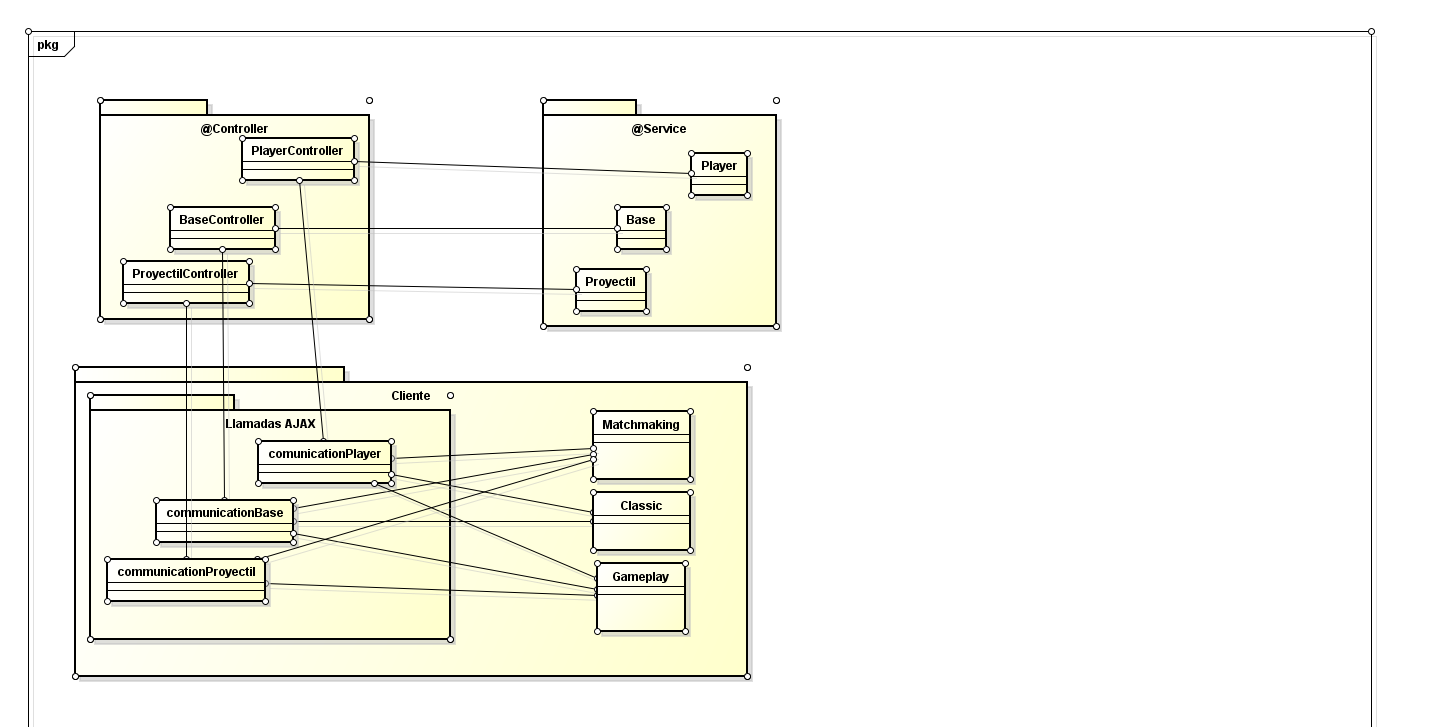 pkg
@Controller
PlayerController
BaseController
ProyectilController
@Service
Player
Base
Proyectil
Cliente
Llamadas AJAX
comunicationPlayer
communicationBase
communicationProyectil
Matchmaking
Classic
Gameplay